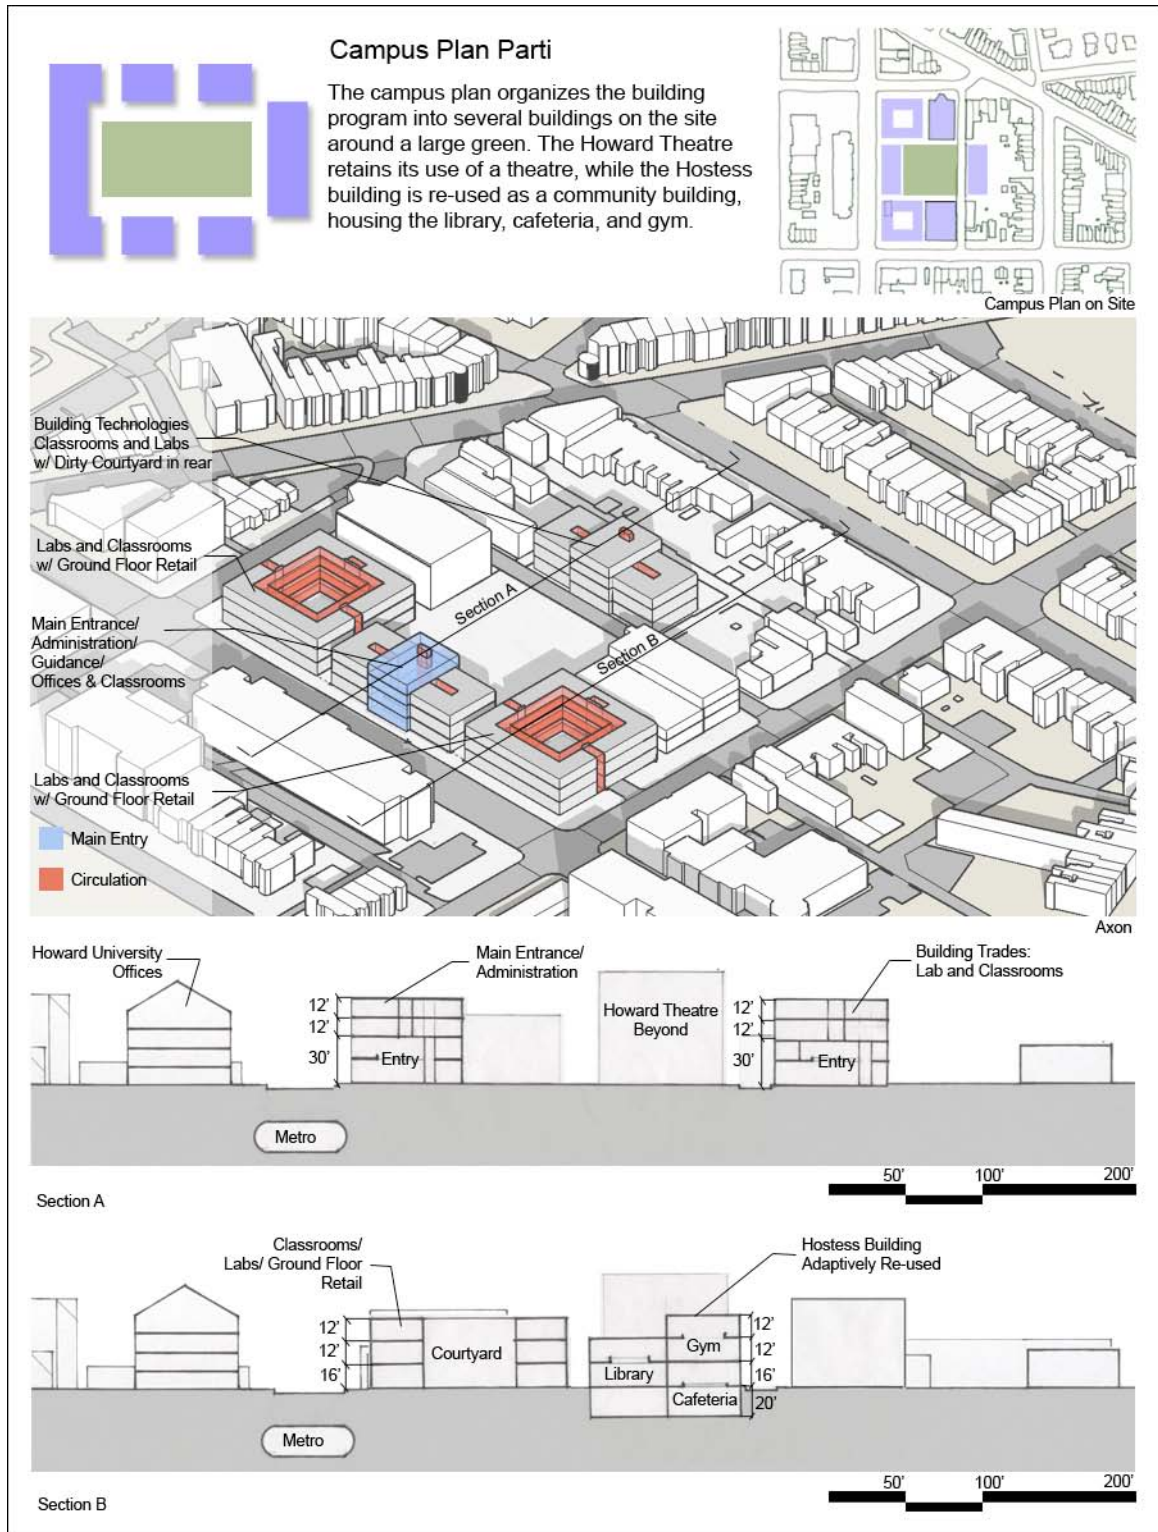 Campus Plan Parti
The campus plan organizes the building
program into several buildings on the site
around a large green. The Howard Theatre
retains its use of a theatre, while the Hostess
building is re-used as a community building,
housing the library, cafeteria, and gym.
Campus Plan on Site
Building Technologies
Classrooms and Labs
w/ Dirty Courtyard in rear
Labs and Classrooms
w/ Ground Floor Retail
Main Entrance/
Administration/
Guidance/
Offices & Classrooms
Labs and Classrooms
w/ Ground Floor Retail
Section A
Section B
Main Entry
Circulation
Axon
Howard University
Offices
Main Entrance/
Administration
Building Trades:
Lab and Classrooms
12'
12'
30'
Entry
Howard Theatre
Beyond
12'
12'
30'
Entry
Metro
50'
100'
200'
Section A
Classrooms/
Labs/ Ground Floor
Retail
Hostess Building
Adaptively Re-used
12'
12'
16'
Courtyard
Library
Gym
Cafeteria
12'
12'
16'
20'
Metro
50'
100'
200'
Section B